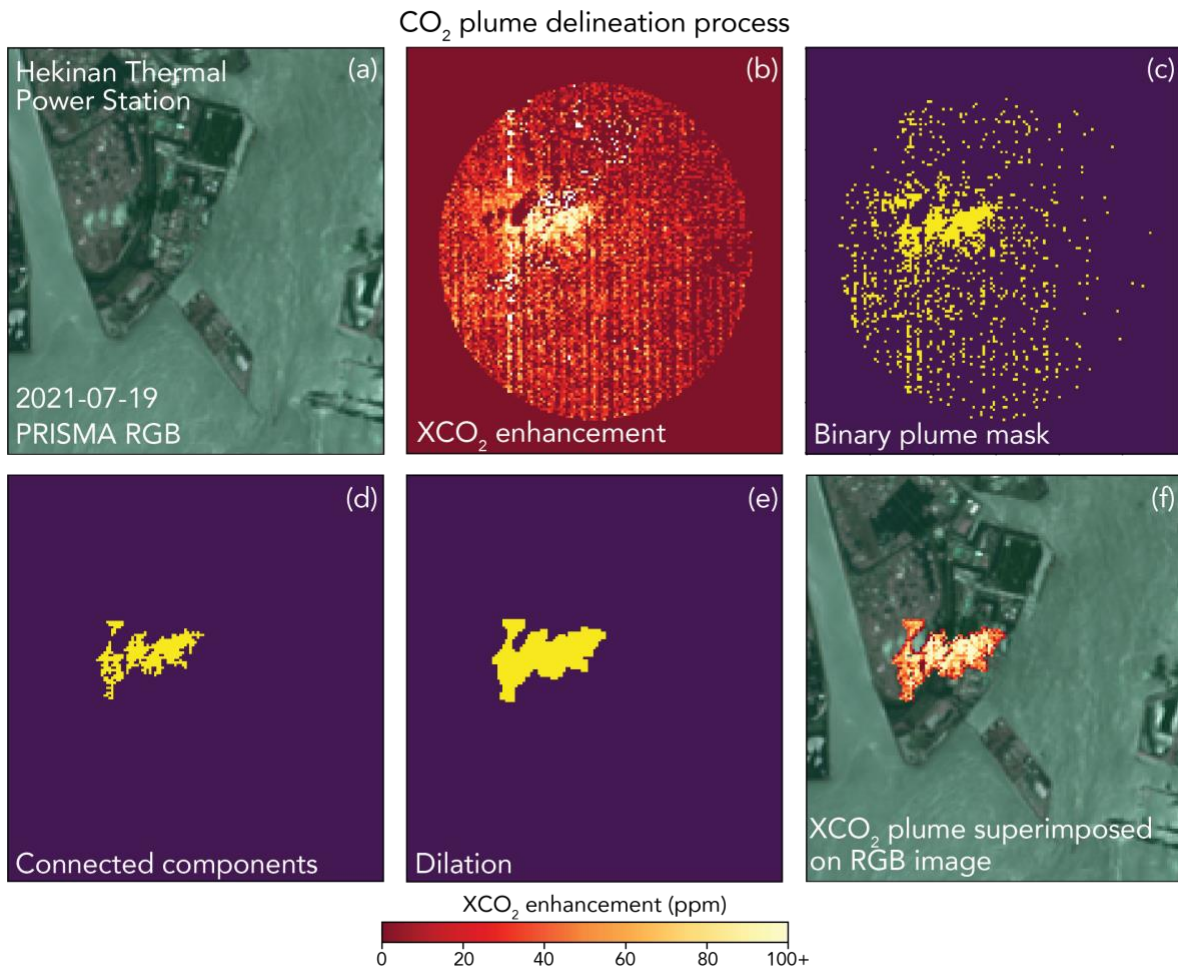 CO₂ plume delineation process
Hekinan Thermal
Power Station
(a)
2021-07-19
PRISMA RGB
(b)
XCO₂ enhancement
(c)
Binary plume mask
(d)
Connected components
(e)
Dilation
(f)
XCO₂ plume superimposed
on RGB image
XCO₂ enhancement (ppm)
0 20 40 60 80 100+